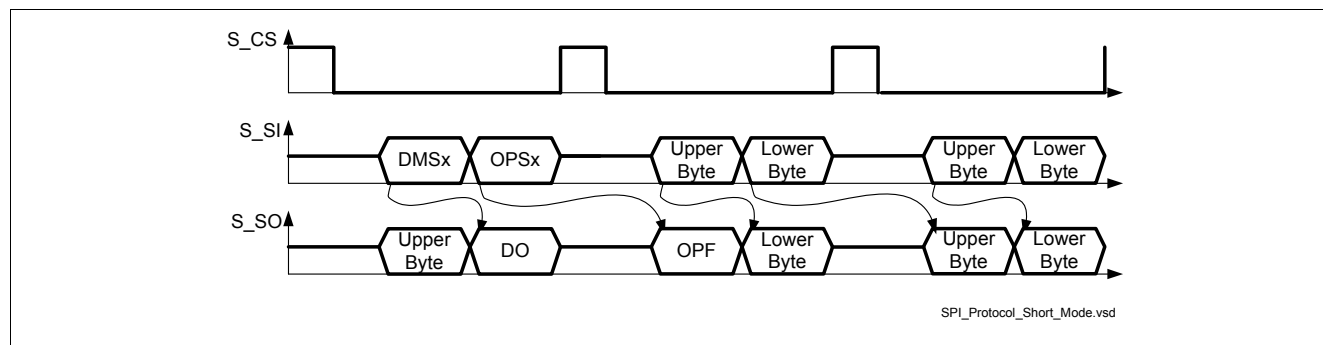 S_CS
S_SI
DMSx OPSx Upper Byte Lower Byte Upper Byte Lower Byte
S_SO
Upper Byte DO OPF Lower Byte Upper Byte Lower Byte
SPI_Protocol_Short_Mode.vsd